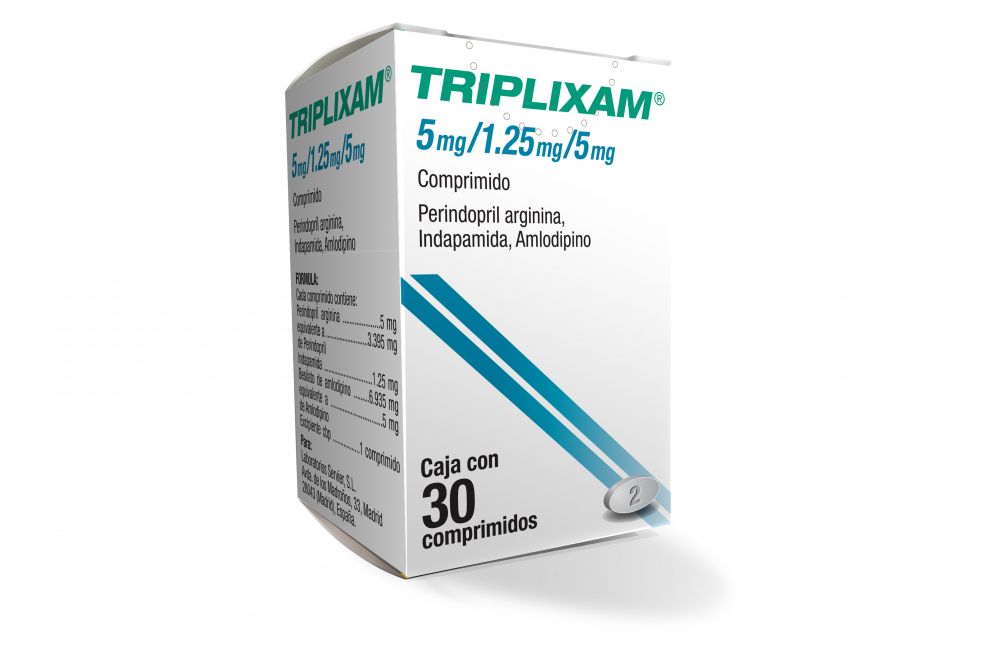 TRIPLIXAM®
5mg/1.25mg/5mg
Comprimido
Perindopril arginina,
Indapamida, Amlodipino
Caja con
30
comprimidos
2
TRIPLIXAM®
5mg/1.25mg/5mg
Comprimido
Perindopril arginina,
Indapamida, Amlodipino
FORMULA:
Cada comprimido contiene:
Perindopril arginina ............5 mg
equivalente a ............3.395 mg
de Perindopril
Indapamida ............1.25 mg
Besilato de amlodipino .....6.935 mg
equivalente a ............5 mg
de Amlodipino
Excipiente cbp ......1 comprimido
Para:
Laboratorios Servier, S.L.
Avda. de los Madroños, 33, Madrid
28043 (Madrid), España.